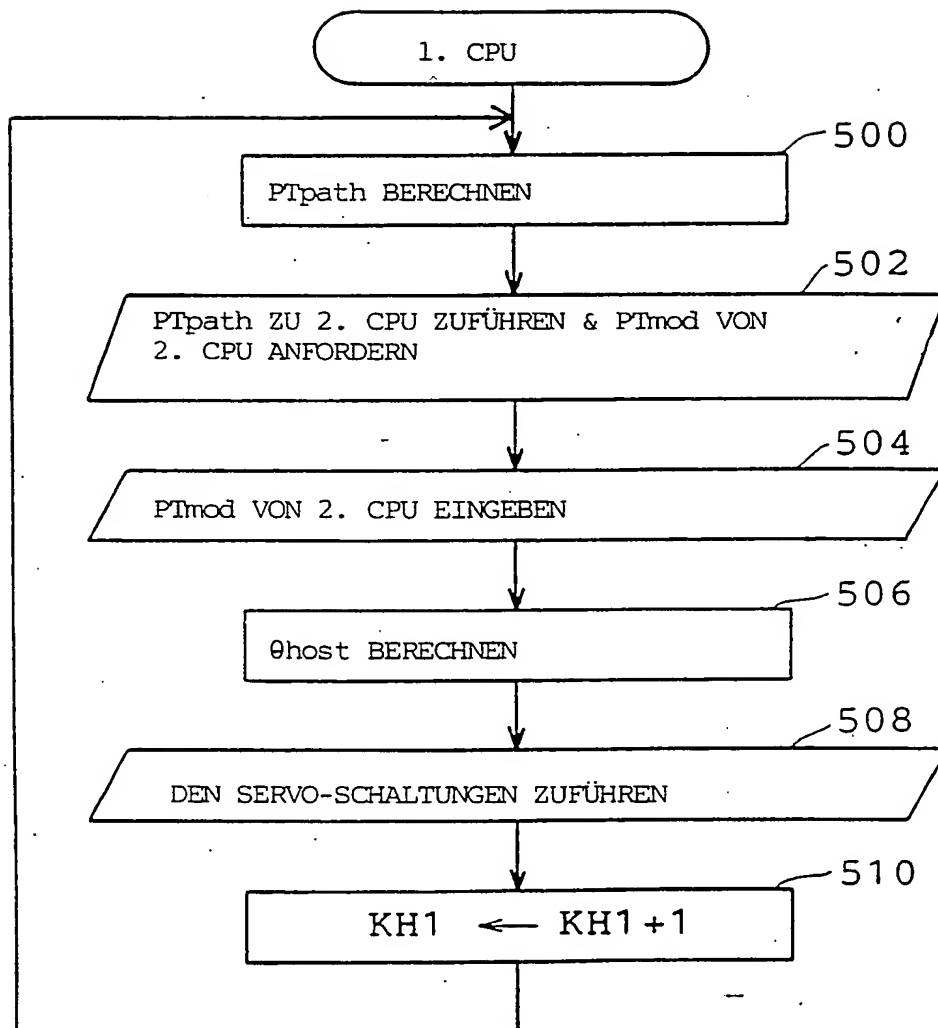 1. CPU
500
PTpath BERECHNEN
502
PTpath ZU 2. CPU ZUFÜHREN & PTmod VON
2. CPU ANFORDERN
504
PTmod VON 2. CPU EINGEBEN
506
θhost BERECHNEN
508
DEN SERVO-SCHALTUNGEN ZUFÜHREN
510
KH1 ← KH1+1